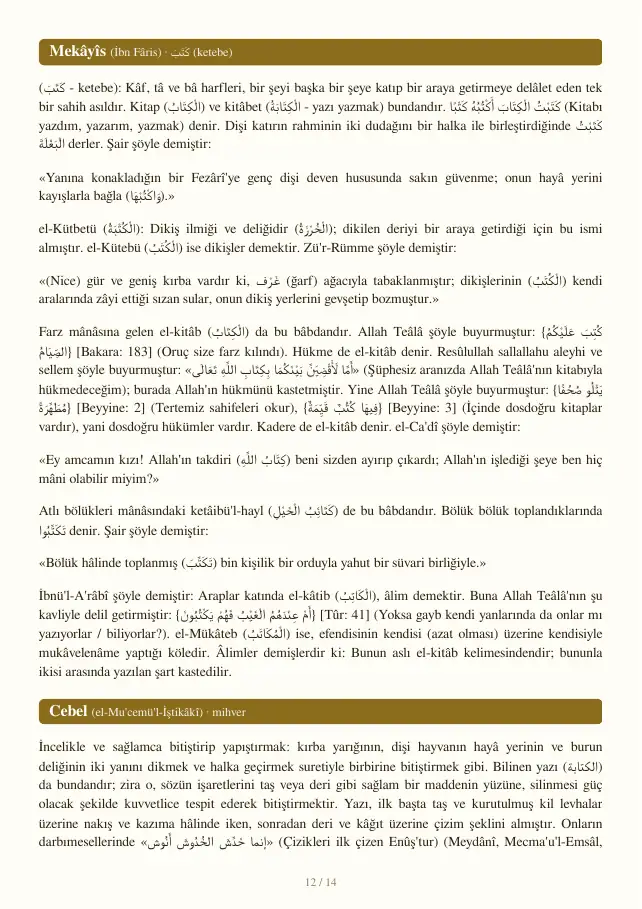 Mekâyîs (İbn Fâris) · كَتَبَ (ketebe)
(كَتَبَ - ketebe): Kâf, tâ ve bâ harfleri, bir şeyi başka bir şeye katıp bir araya getirmeye delâlet eden tek
bir sahih asıldır. Kitap (الْكِتَابُ) ve kitâbet (الْكِتَابَةُ - yazı yazmak) bundandır. كَتَبْتُ الْكِتَابَ أَكْتُبُهُ كَتْبًا (Kitabı
yazdım, yazarım, yazmak) denir. Dişi katırın rahminin iki dudağını bir halka ile birleştirdiğinde كَتَبْتُ
الْبَغْلَةَ derler. Şair şöyle demiştir:
«Yanına konakladığın bir Fezârî'ye genç dişi deven hususunda sakın güvenme; onun hayâ yerini
kayışlarla bağla (وَاكْتُبْهَا).»
el-Kütbetü (الْكُتْبَةُ): Dikiş ilmiği ve deliğidir (الْخُرْزَةُ); dikilen deriyi bir araya getirdiği için bu ismi
almıştır. el-Kütebü (الْكُتَبُ) ise dikişler demektir. Zü'r-Rümme şöyle demiştir:
«(Nice) gür ve geniş kırba vardır ki, غَرْف (ğarf) ağacıyla tabaklanmıştır; dikişlerinin (الْكُتَبُ) kendi
aralarında zâyi ettiği sızan sular, onun dikiş yerlerini gevşetip bozmuştur.»
Farz mânâsına gelen el-kitâb (الْكِتَابُ) da bu bâbdandır. Allah Teâlâ şöyle buyurmuştur: {كُتِبَ عَلَيْكُمُ
الصِّيَامُ} [Bakara: 183] (Oruç size farz kılındı). Hükme de el-kitâb denir. Resûlullah sallallahu aleyhi ve
sellem şöyle buyurmuştur: «أَمَا لَأَقْضِيَنَّ بَيْنَكُمَا بِكِتَابِ اللَّهِ تَعَالَى» (Şüphesiz aranızda Allah Teâlâ'nın kitabıyla
hükmedeceğim); burada Allah'ın hükmünü kastetmiştir. Yine Allah Teâlâ şöyle buyurmuştur: {يَتْلُو صُحُفًا
مُطَهَّرَةً} [Beyyine: 2] (Tertemiz sahifeleri okur), {فِيهَا كُتُبٌ قَيِّمَةٌ} [Beyyine: 3] (İçinde dosdoğru kitaplar
vardır), yani dosdoğru hükümler vardır. Kadere de el-kitâb denir. el-Ca'dî şöyle demiştir:
«Ey amcamın kızı! Allah'ın takdiri (كِتَابُ اللَّهِ) beni sizden ayırıp çıkardı; Allah'ın işlediği şeye ben hiç
mâni olabilir miyim?»
Atlı bölükleri mânâsındaki ketâibü'l-hayl (كَتَائِبُ الْخَيْلِ) de bu bâbdandır. Bölük bölük toplandıklarında
تَكَتَّبُوا denir. Şair şöyle demiştir:
«Bölük hâlinde toplanmış (تَكَتَّبَ) bin kişilik bir orduyla yahut bir süvari birliğiyle.»
İbnü'l-A'râbî şöyle demiştir: Araplar katında el-kâtib (الْكَاتِبُ), âlim demektir. Buna Allah Teâlâ'nın şu
kavliyle delil getirmiştir: {أَمْ عِنْدَهُمُ الْغَيْبُ فَهُمْ يَكْتُبُونَ} [Tûr: 41] (Yoksa gayb kendi yanlarında da onlar mı
yazıyorlar / biliyorlar?). el-Mükâteb (الْمُكَاتَبُ) ise, efendisinin kendisi (azat olması) üzerine kendisiyle
mukâvelenâme yaptığı köledir. Âlimler demişlerdir ki: Bunun aslı el-kitâb kelimesindendir; bununla
ikisi arasında yazılan şart kastedilir.
Cebel (el-Mu'cemü'l-İştikâkî) · mihver
İncelikle ve sağlamca bitiştirip yapıştırmak: kırba yarığının, dişi hayvanın hayâ yerinin ve burun
deliğinin iki yanını dikmek ve halka geçirmek suretiyle birbirine bitiştirmek gibi. Bilinen yazı (الكتابة)
da bundandır; zira o, sözün işaretlerini taş veya deri gibi sağlam bir maddenin yüzüne, silinmesi güç
olacak şekilde kuvvetlice tespit ederek bitiştirmektir. Yazı, ilk başta taş ve kurutulmuş kil levhalar
üzerine nakış ve kazıma hâlinde iken, sonradan deri ve kâğıt üzerine çizim şeklini almıştır. Onların
darbımesellerinde «إنما خَدَّشَ الخُدُوشَ أَنُوش» (Çizikleri ilk çizen Enûş'tur) (Meydânî, Mecma'u'l-Emsâl,
12 / 14